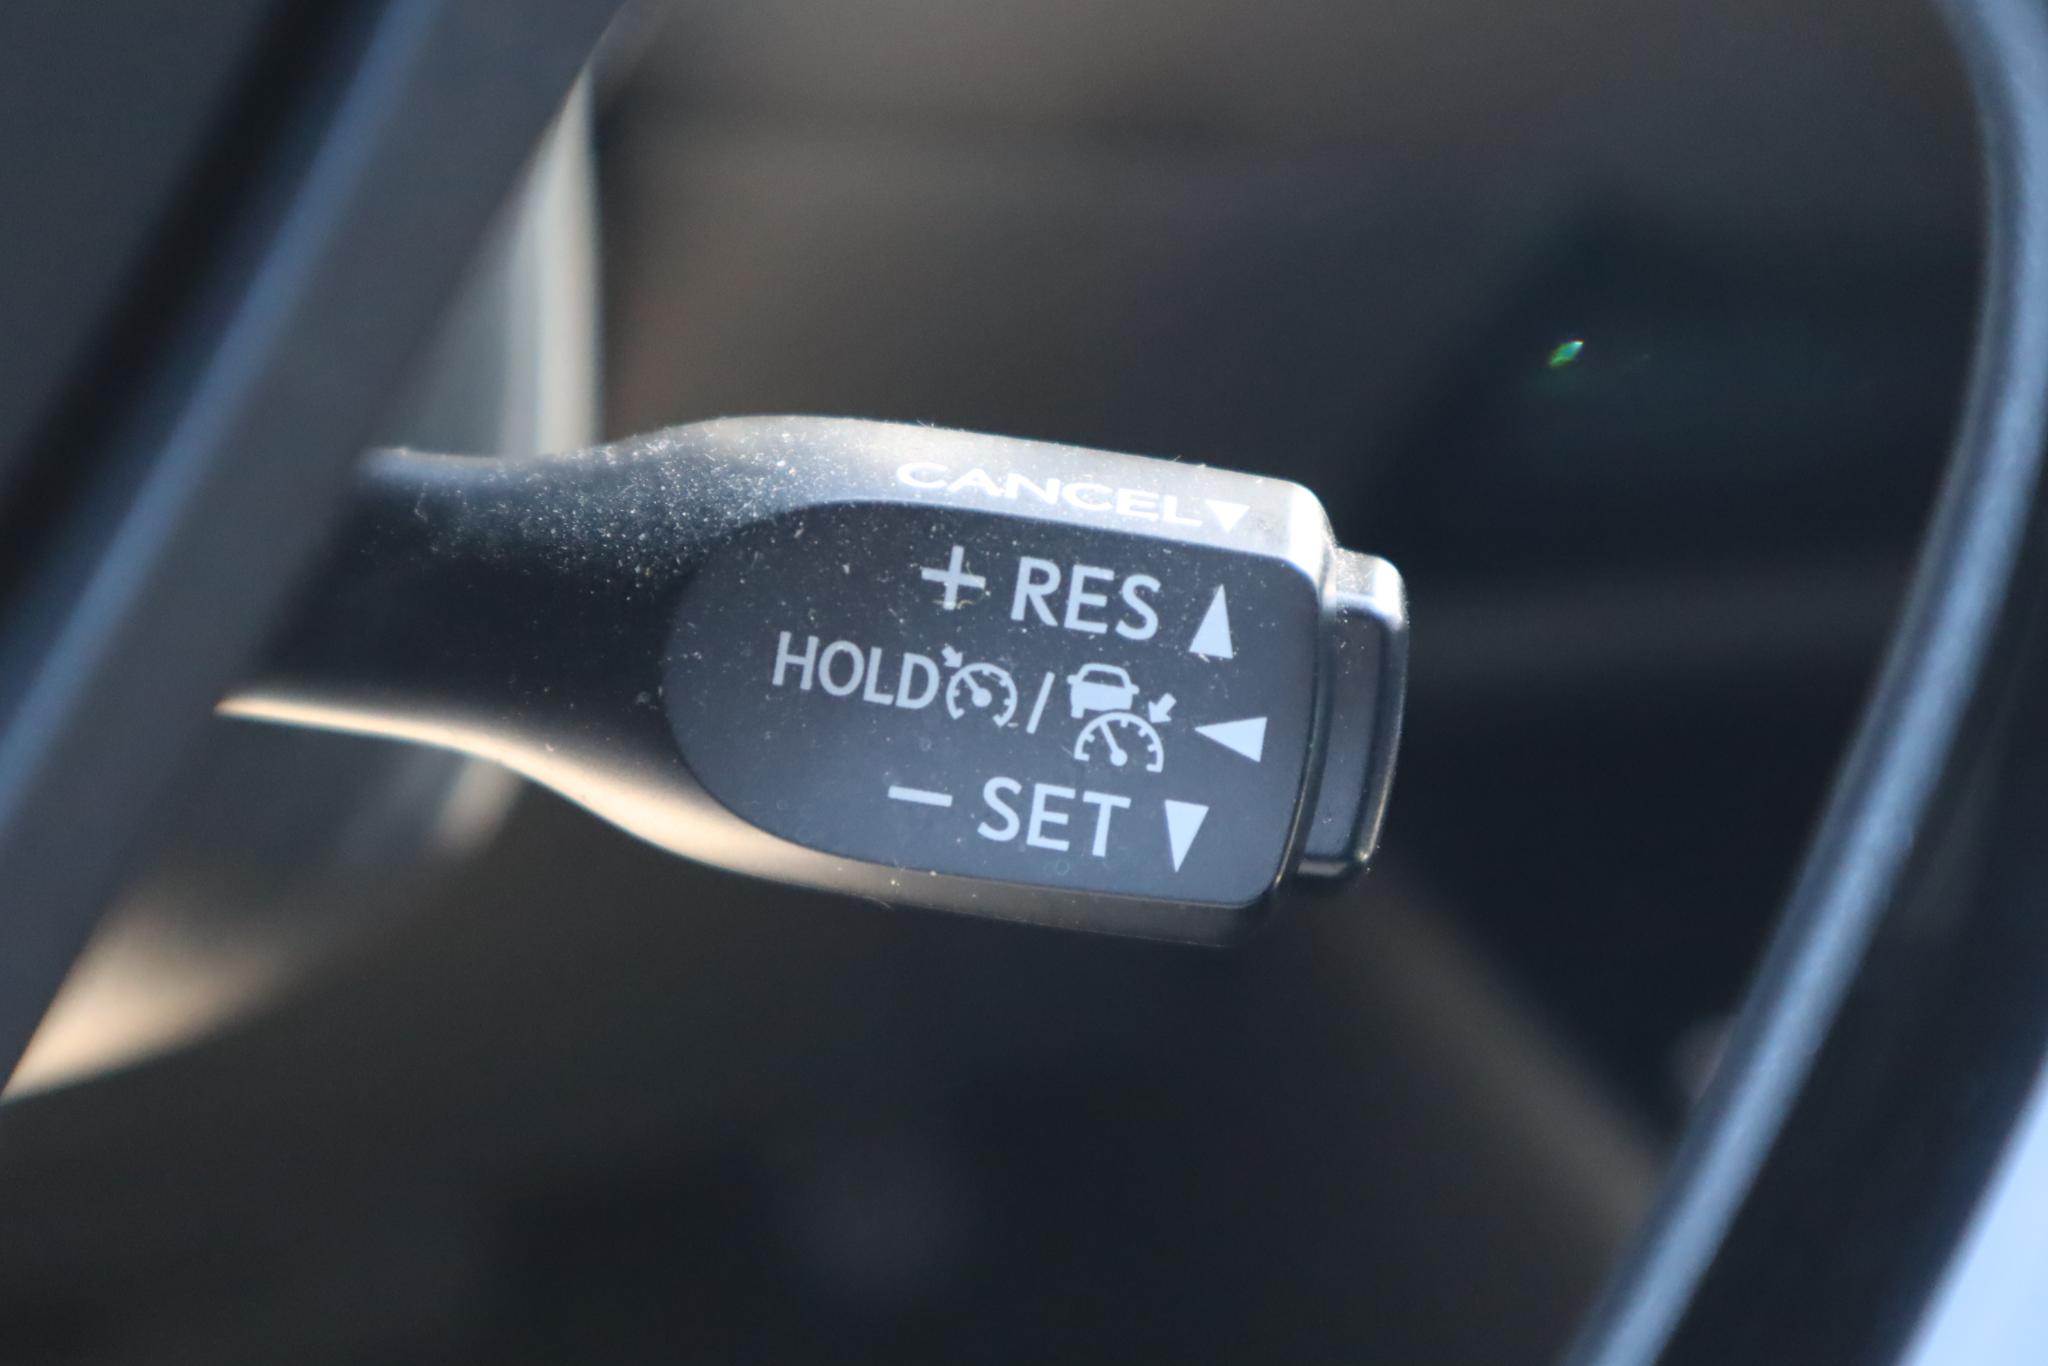 CANCEL▼
+ RES ▲
HOLD / ◀
− SET ▼